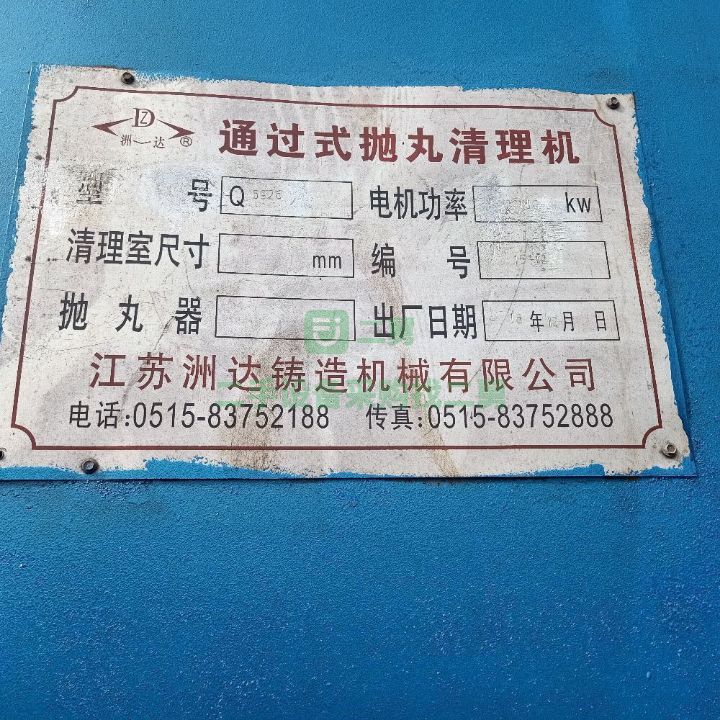 DZ
洲 达 ®
通过式抛丸清理机
型 号 Q 电机功率 kw
清理室尺寸 mm 编 号
抛 丸 器 出厂日期 年 月 日
江苏洲达铸造机械有限公司
电话:0515-83752188 传真:0515-83752888